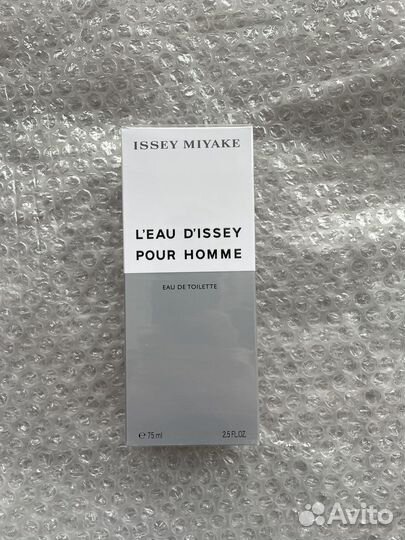 ISSEY MIYAKE
L'EAU D'ISSEY
POUR HOMME
EAU DE TOILETTE
℮ 75 ml 2.5 FL.OZ.
Avito